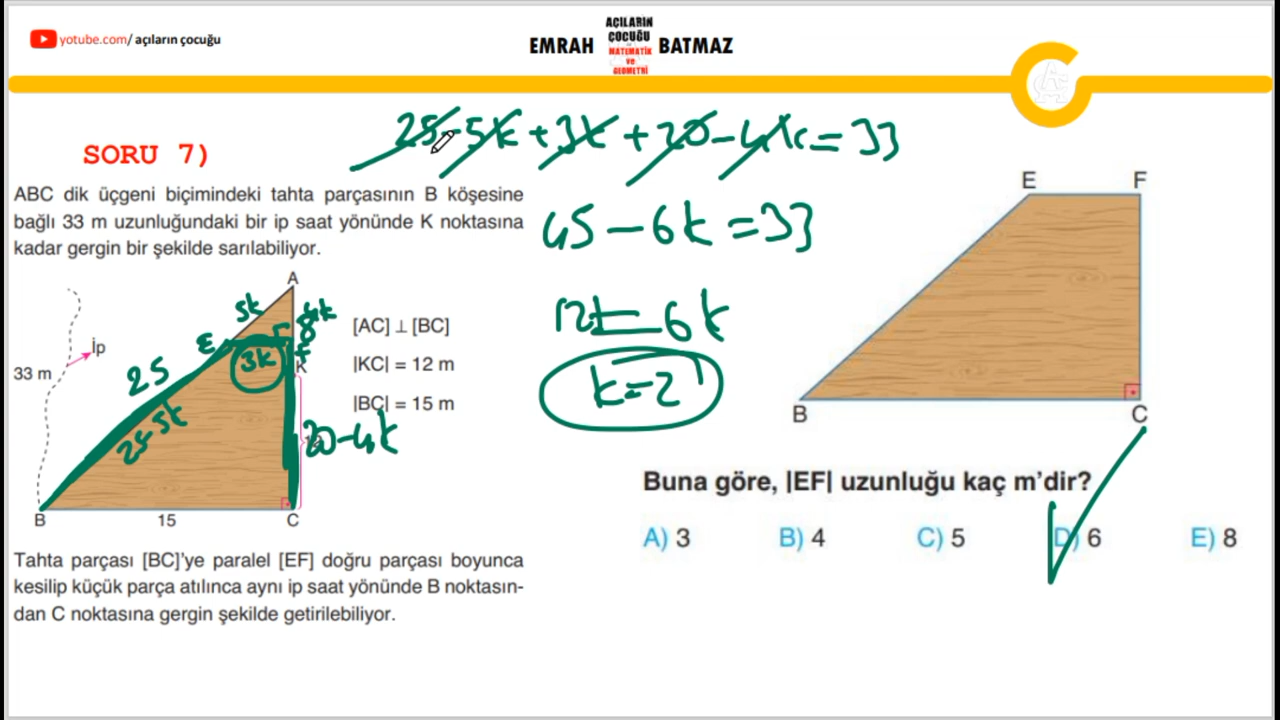 yotube.com/ açıların çocuğu
EMRAH
AÇILARIN
ÇOCUĞU
MATEMATİK
ve
GEOMETRİ
BATMAZ
25-5k+3k+20-4k=33
SORU 7)
ABC dik üçgeni biçimindeki tahta parçasının B köşesine
bağlı 33 m uzunluğundaki bir ip saat yönünde K noktasına
kadar gergin bir şekilde sarılabiliyor.
45-6k=33
12=6k
k=2
A
5k
4k
8
E
F
İp
33 m
25
3k
K
25-5k
20-4k
B
15
C
[AC] ⊥ [BC]
|KC| = 12 m
|BC| = 15 m
E
F
B
C
Buna göre, |EF| uzunluğu kaç m'dir?
A) 3
B) 4
C) 5
D) 6
E) 8
Tahta parçası [BC]'ye paralel [EF] doğru parçası boyunca
kesilip küçük parça atılınca aynı ip saat yönünde B noktasın-
dan C noktasına gergin şekilde getirilebiliyor.